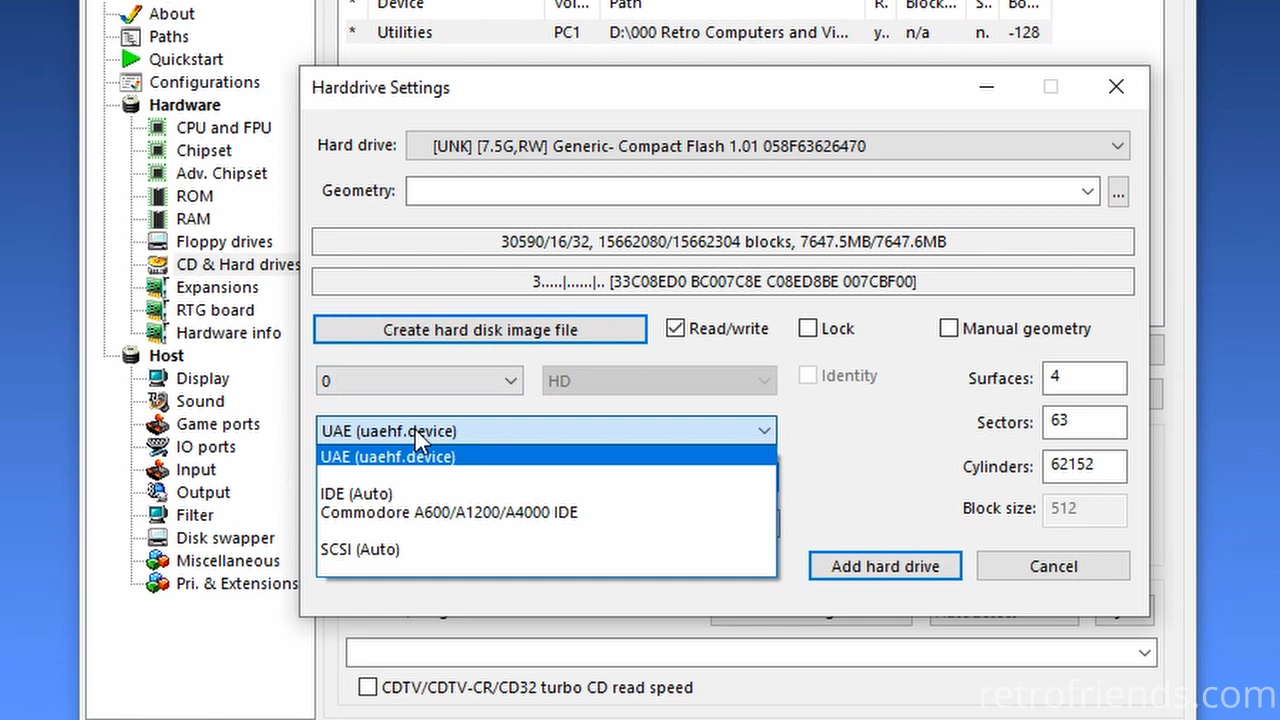 About
Paths
Quickstart
Configurations
Hardware
CPU and FPU
Chipset
Adv. Chipset
ROM
RAM
Floppy drives
CD & Hard drives
Expansions
RTG board
Hardware info
Host
Display
Sound
Game ports
IO ports
Input
Output
Filter
Disk swapper
Miscellaneous
Pri. & Extensions
* Device Vol... Path R. Block... S.. Bo...
* Utilities PC1 D:\000 Retro Computers and Vi... y.. n/a n. -128
Harddrive Settings
Hard drive: [UNK] [7.5G,RW] Generic- Compact Flash 1.01 058F63626470
Geometry: ...
30590/16/32, 15662080/15662304 blocks, 7647.5MB/7647.6MB
3.....|......|.. [33C08ED0 BC007C8E C08ED8BE 007CBF00]
Create hard disk image file Read/write Lock Manual geometry
0 HD Identity Surfaces: 4
UAE (uaehf.device) Sectors: 63
UAE (uaehf.device)
IDE (Auto) Cylinders: 62152
Commodore A600/A1200/A4000 IDE Block size: 512
SCSI (Auto)
Add hard drive Cancel
CDTV/CDTV-CR/CD32 turbo CD read speed
retrofriends.com